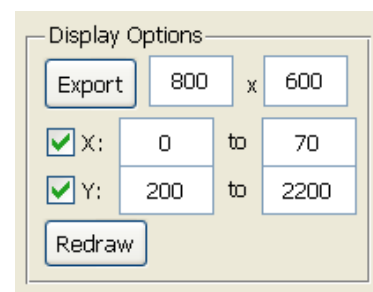 Display Options
Export 800 x 600
X: 0 to 70
Y: 200 to 2200
Redraw